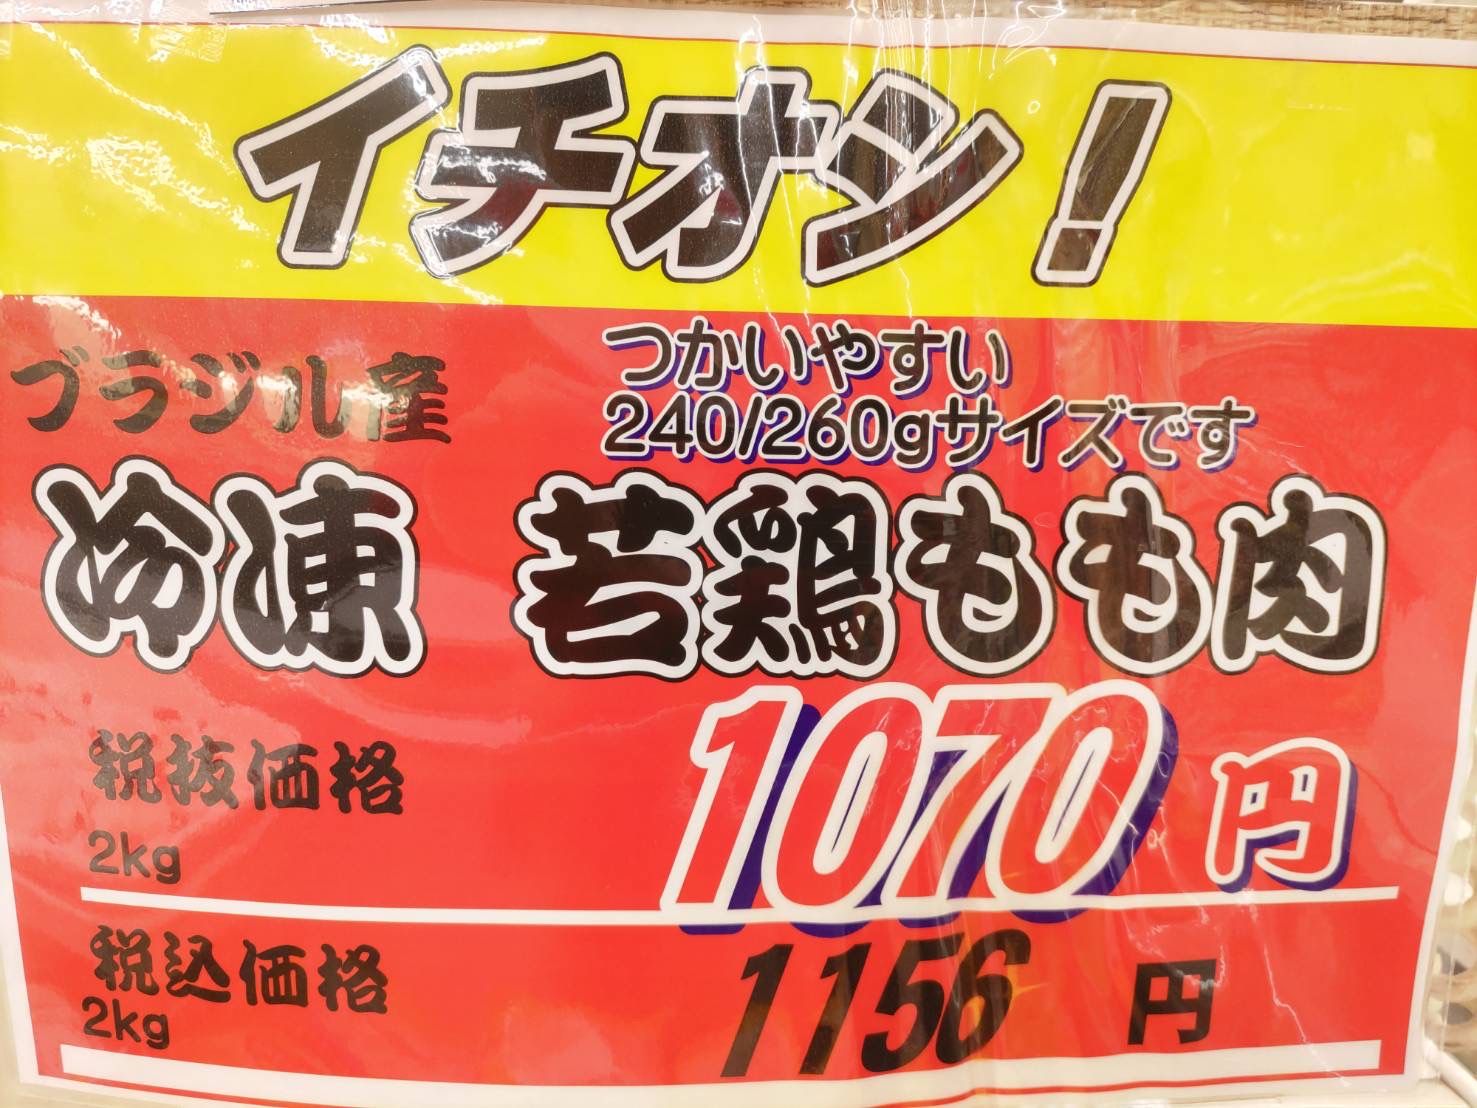 イチオシ!
ブラジル産
つかいやすい
240/260gサイズです
冷凍 若鶏もも肉
税抜価格
2kg
1070円
税込価格
2kg
1156円